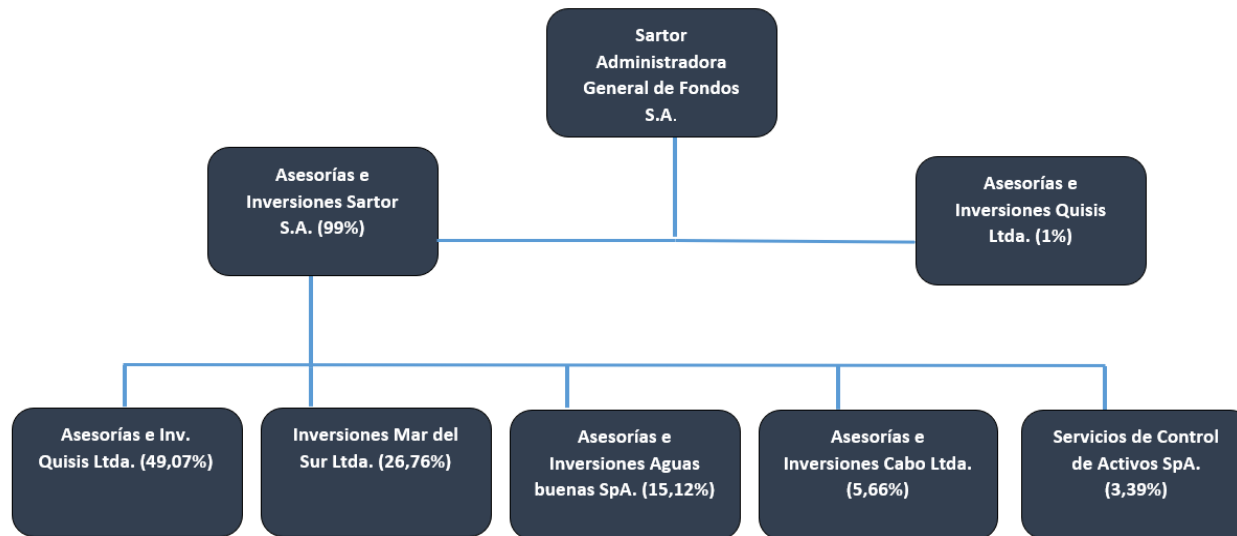 Sartor
Administradora
General de Fondos
S.A.
Asesorías e
Inversiones Sartor
S.A. (99%)
Asesorías e
Inversiones Quisis
Ltda. (1%)
Asesorías e Inv.
Quisis Ltda. (49,07%)
Inversiones Mar del
Sur Ltda. (26,76%)
Asesorías e
Inversiones Aguas
buenas SpA. (15,12%)
Asesorías e
Inversiones Cabo Ltda.
(5,66%)
Servicios de Control
de Activos SpA.
(3,39%)